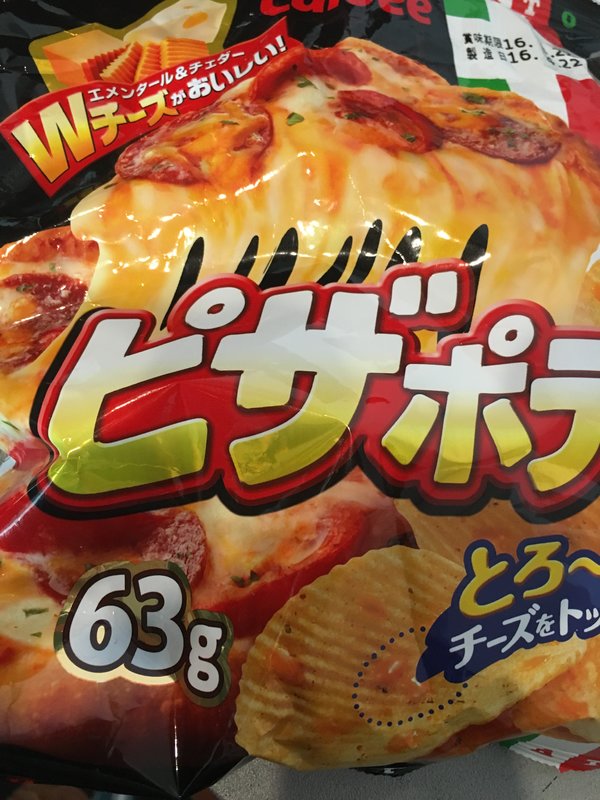 Calbee
賞味期限16.
製造日16. 22
エメンタール&チェダー
Wチーズがおいしい!
ピザポテ
63g
とろ〜
チーズをトッ